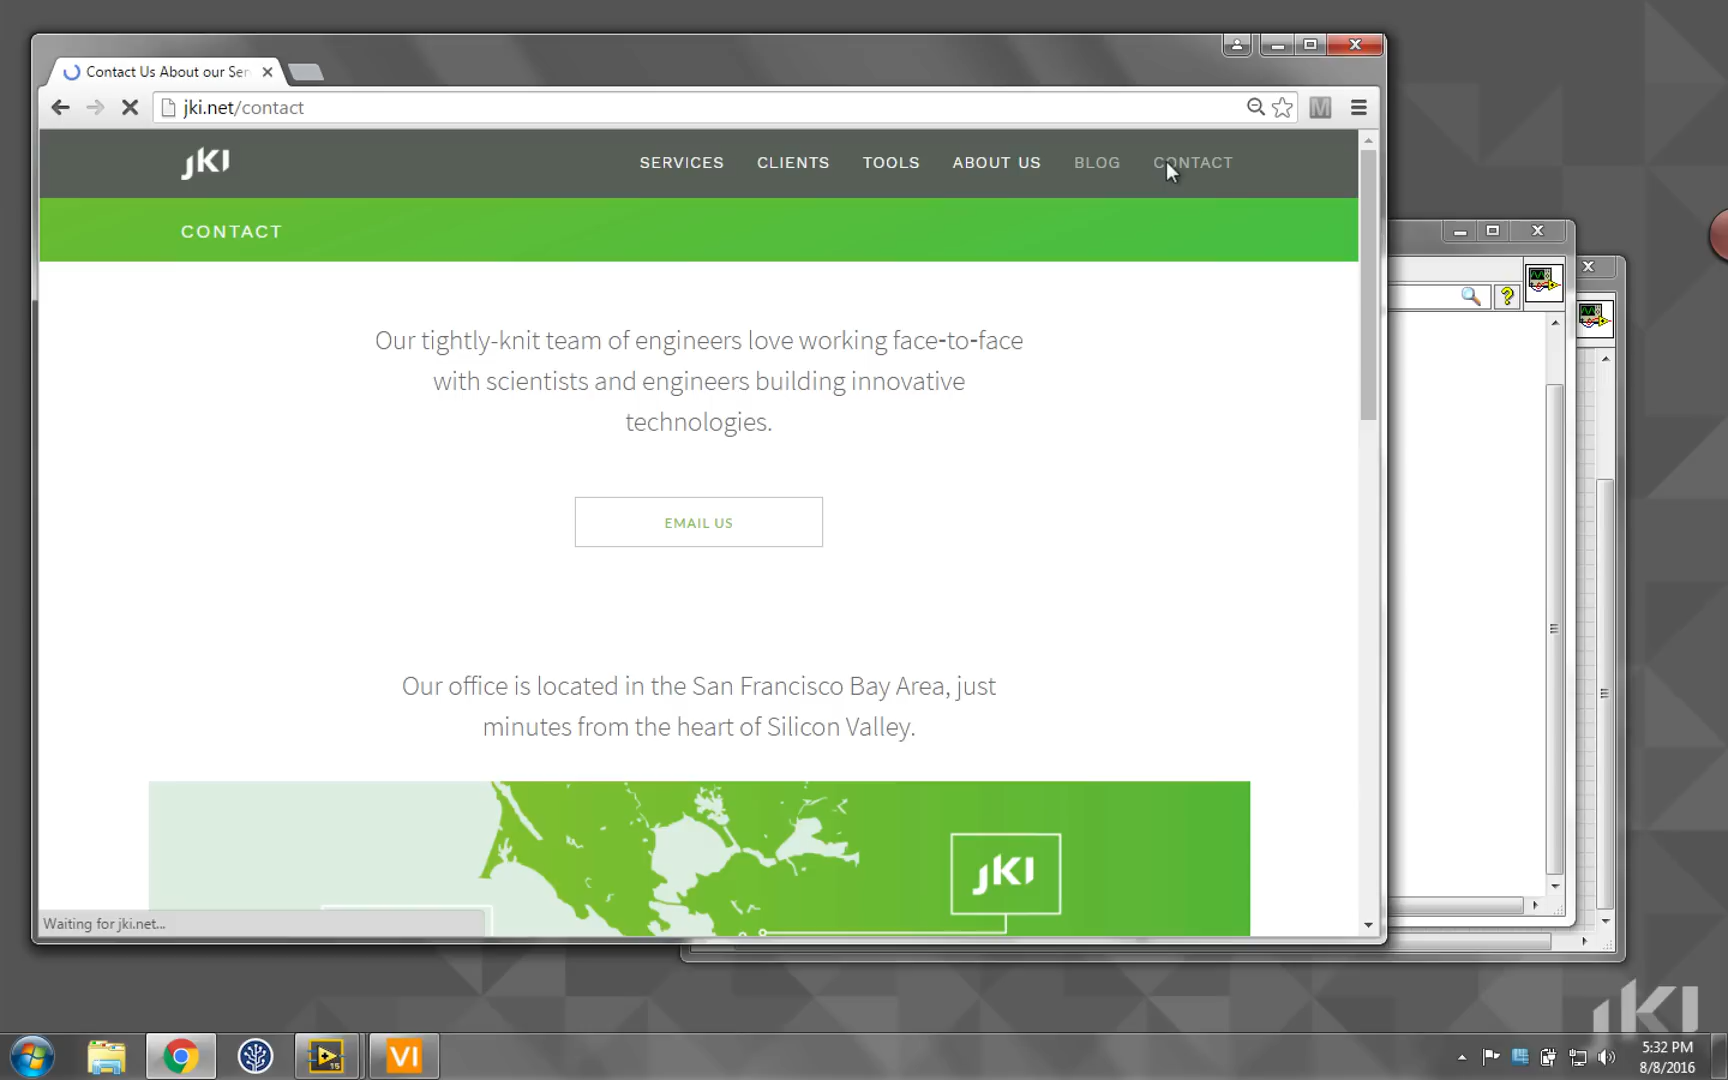 Contact Us About our Ser
jki.net/contact
M
JKI
SERVICES CLIENTS TOOLS ABOUT US BLOG CONTACT
CONTACT
?
Our tightly-knit team of engineers love working face-to-face
with scientists and engineers building innovative
technologies.
EMAIL US
Our office is located in the San Francisco Bay Area, just
minutes from the heart of Silicon Valley.
JKI
Waiting for jki.net...
JKI
15
VI
5:32 PM
8/8/2016